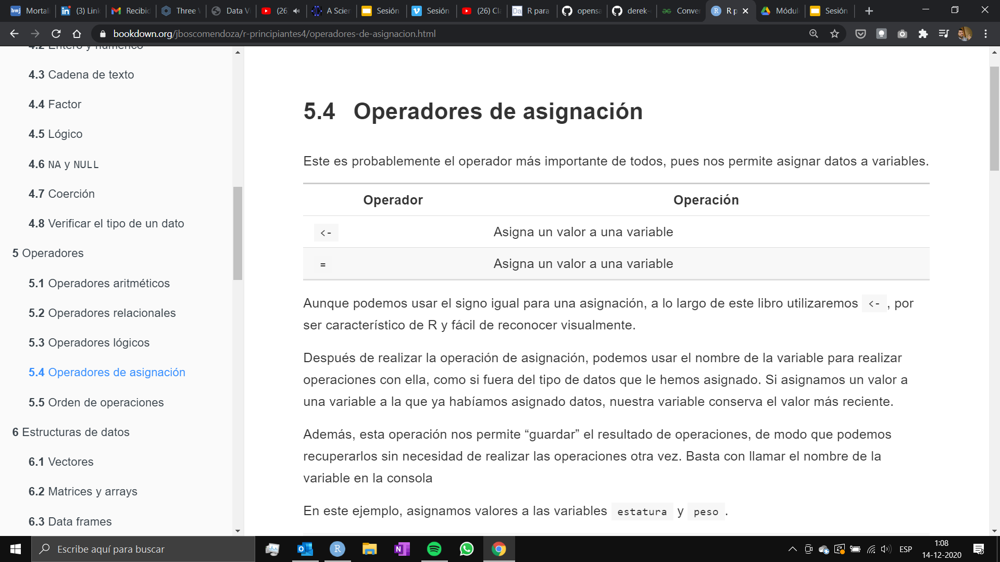 bmj Mortali
(3) Link
Recibid
Three
Data Vi
(26
A Scien
Sesión
Sesión
(26) Cl
R para
opensa
derek-
Conver
R p
Módul
Sesión
bookdown.org/jboscomendoza/r-principiantes4/operadores-de-asignacion.html
4.2 Entero y numérico
4.3 Cadena de texto
4.4 Factor
4.5 Lógico
4.6 NA y NULL
4.7 Coerción
4.8 Verificar el tipo de un dato
5 Operadores
5.1 Operadores aritméticos
5.2 Operadores relacionales
5.3 Operadores lógicos
5.4 Operadores de asignación
5.5 Orden de operaciones
6 Estructuras de datos
6.1 Vectores
6.2 Matrices y arrays
6.3 Data frames
5.4 Operadores de asignación
Este es probablemente el operador más importante de todos, pues nos permite asignar datos a variables.
Operador Operación
<- Asigna un valor a una variable
= Asigna un valor a una variable
Aunque podemos usar el signo igual para una asignación, a lo largo de este libro utilizaremos <- , por
ser característico de R y fácil de reconocer visualmente.
Después de realizar la operación de asignación, podemos usar el nombre de la variable para realizar
operaciones con ella, como si fuera del tipo de datos que le hemos asignado. Si asignamos un valor a
una variable a la que ya habíamos asignado datos, nuestra variable conserva el valor más reciente.
Además, esta operación nos permite “guardar” el resultado de operaciones, de modo que podemos
recuperarlos sin necesidad de realizar las operaciones otra vez. Basta con llamar el nombre de la
variable en la consola
En este ejemplo, asignamos valores a las variables estatura y peso .
Escribe aquí para buscar
ESP
1:08
14-12-2020